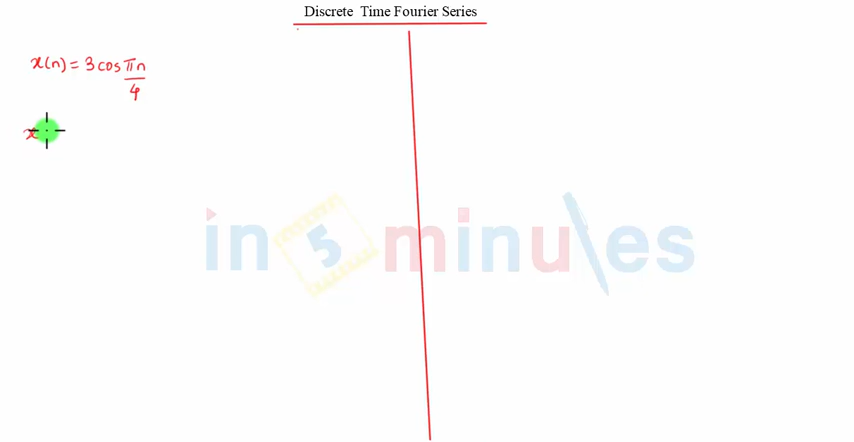 Discrete Time Fourier Series
x(n) = 3 cos πn
4
x
in 5 minutes